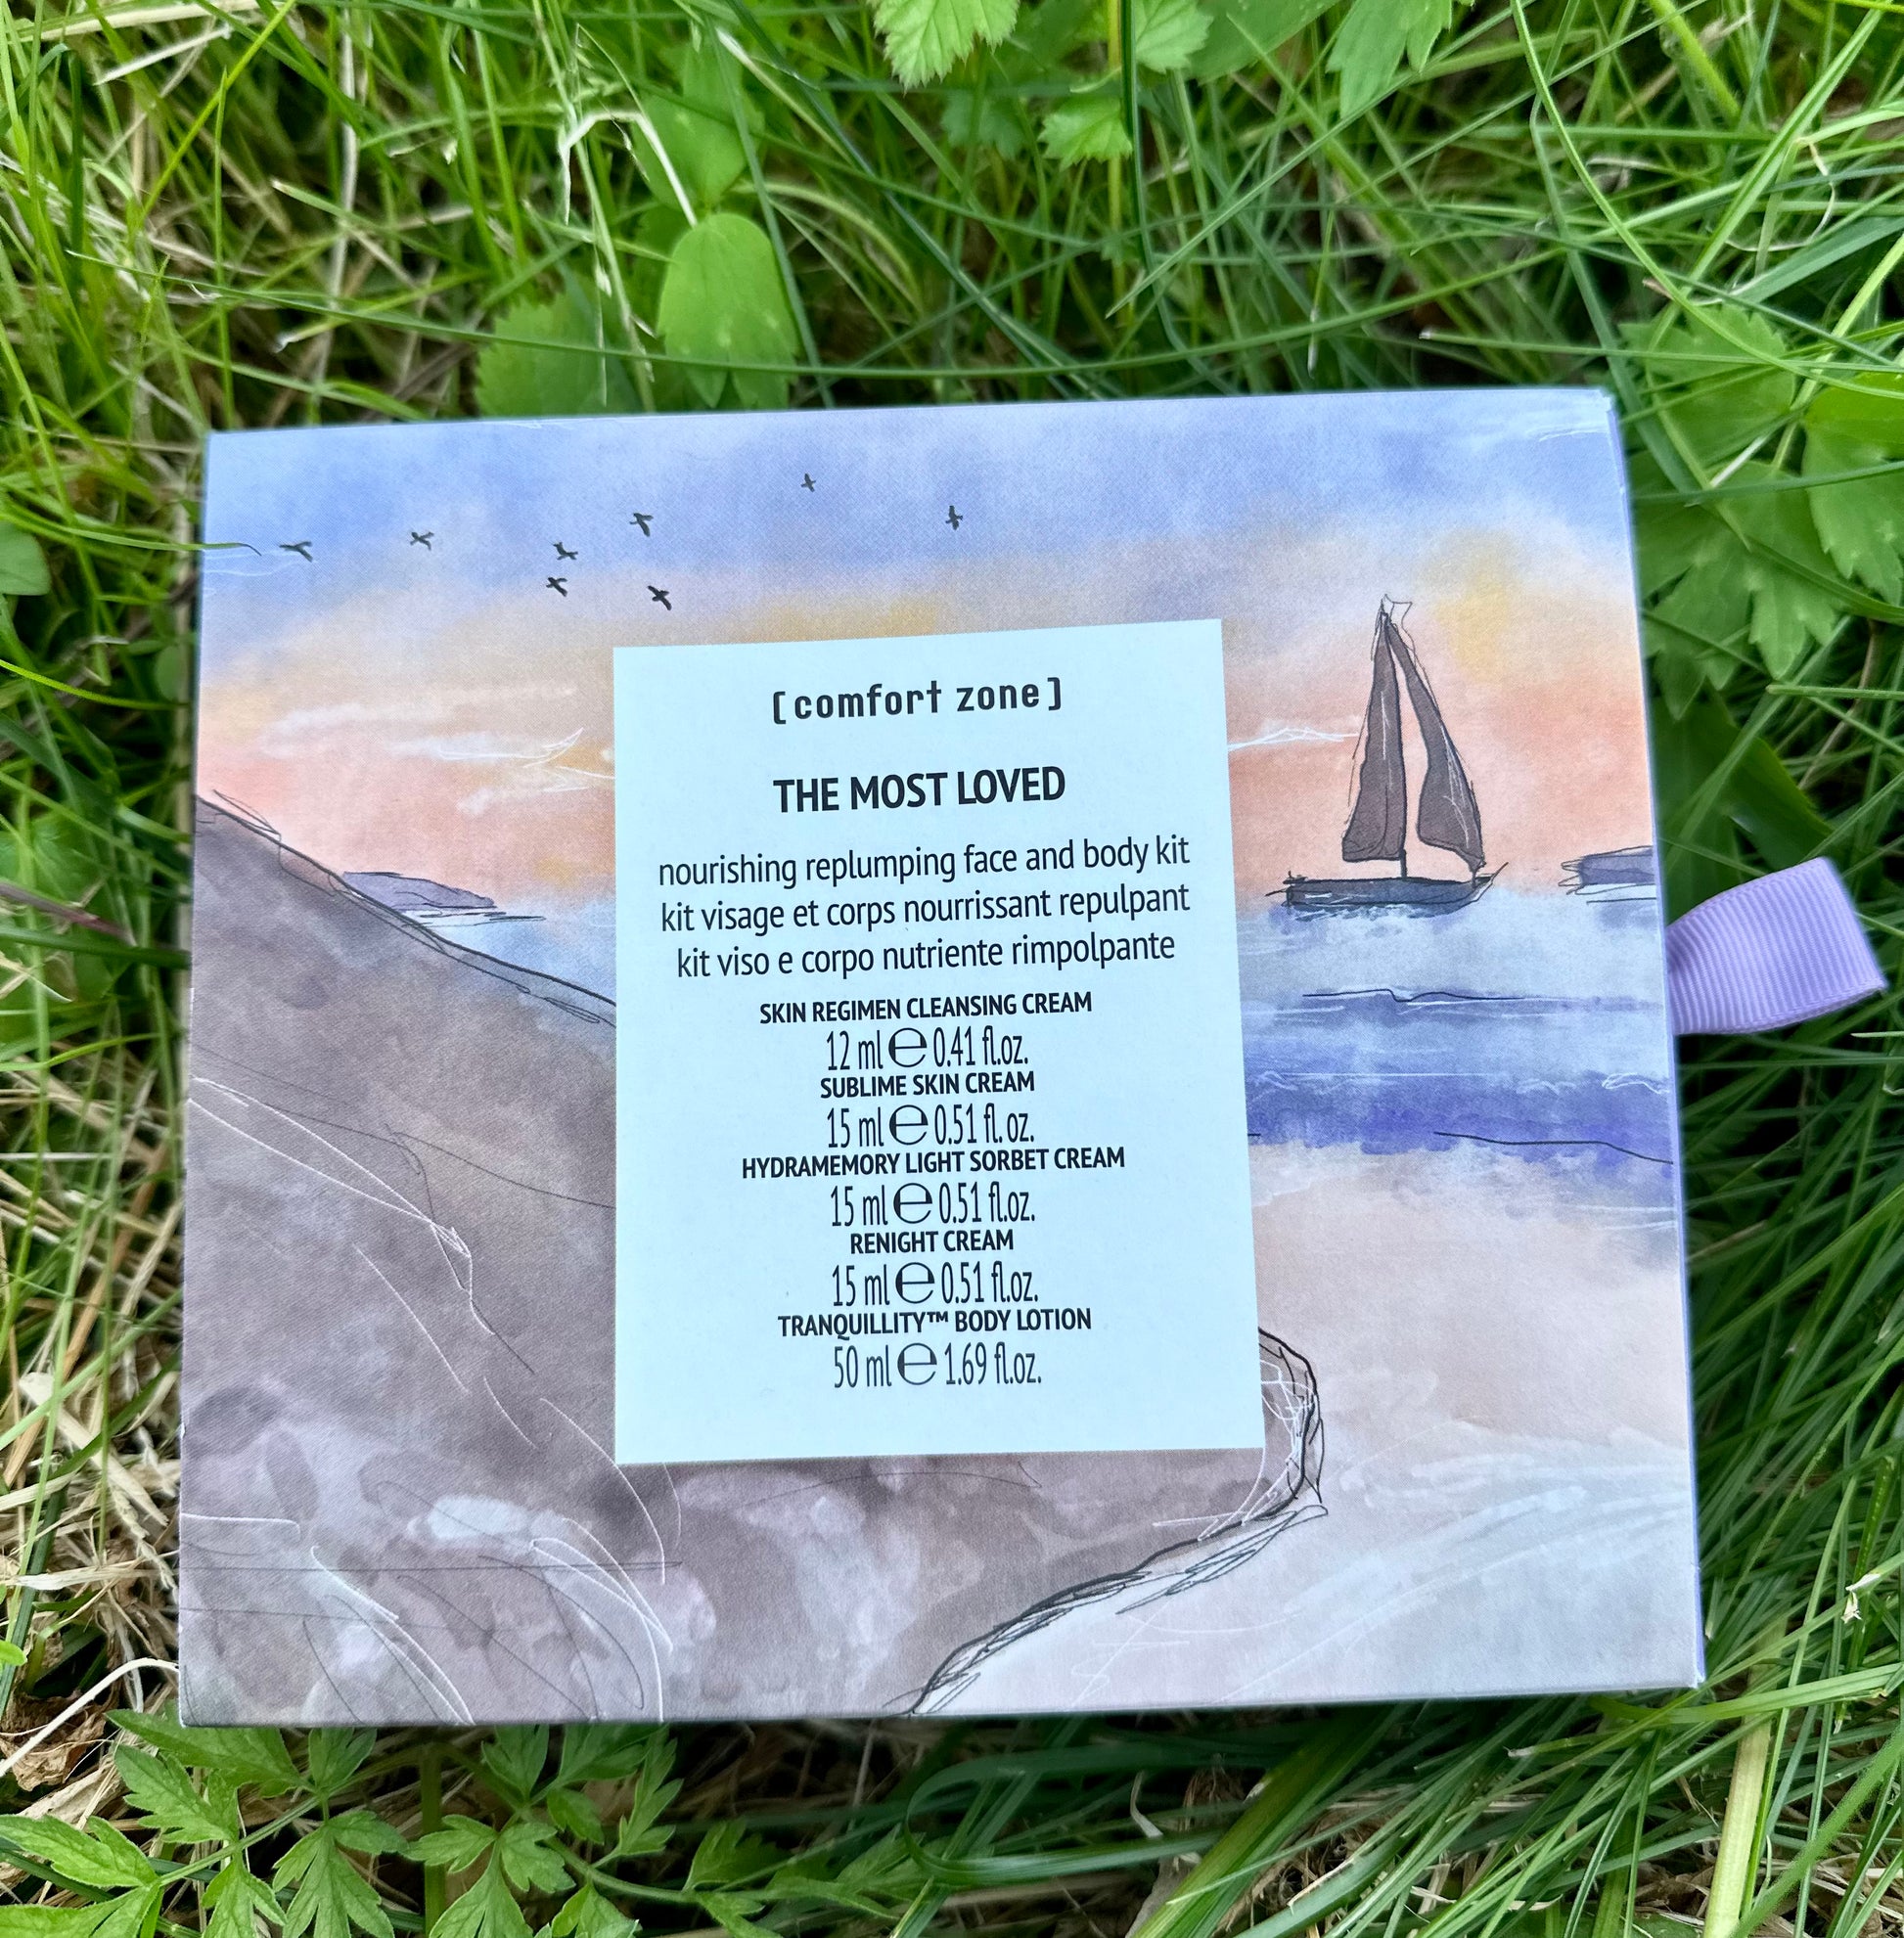 [comfort zone]
THE MOST LOVED
nourishing replumping face and body kit
kit visage et corps nourrissant repulpant
kit viso e corpo nutriente rimpolpante
SKIN REGIMEN CLEANSING CREAM
12 ml ℮ 0.41 fl.oz.
SUBLIME SKIN CREAM
15 ml ℮ 0.51 fl. oz.
HYDRAMEMORY LIGHT SORBET CREAM
15 ml ℮ 0.51 fl.oz.
RENIGHT CREAM
15 ml ℮ 0.51 fl.oz.
TRANQUILLITY™ BODY LOTION
50 ml ℮ 1.69 fl.oz.